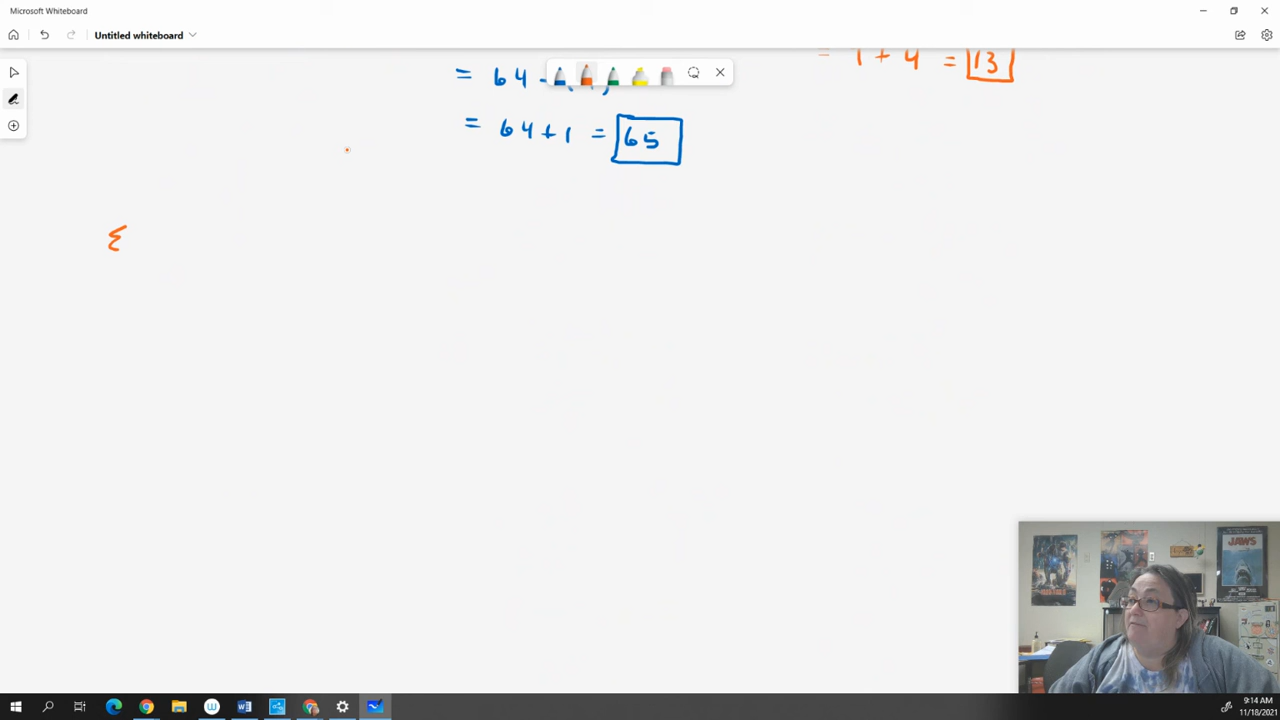 Microsoft Whiteboard
Untitled whiteboard
= 64
= 64 + 1 = 65
+ 4 = 13
Σ
JAWS
9:14 AM
11/18/2021